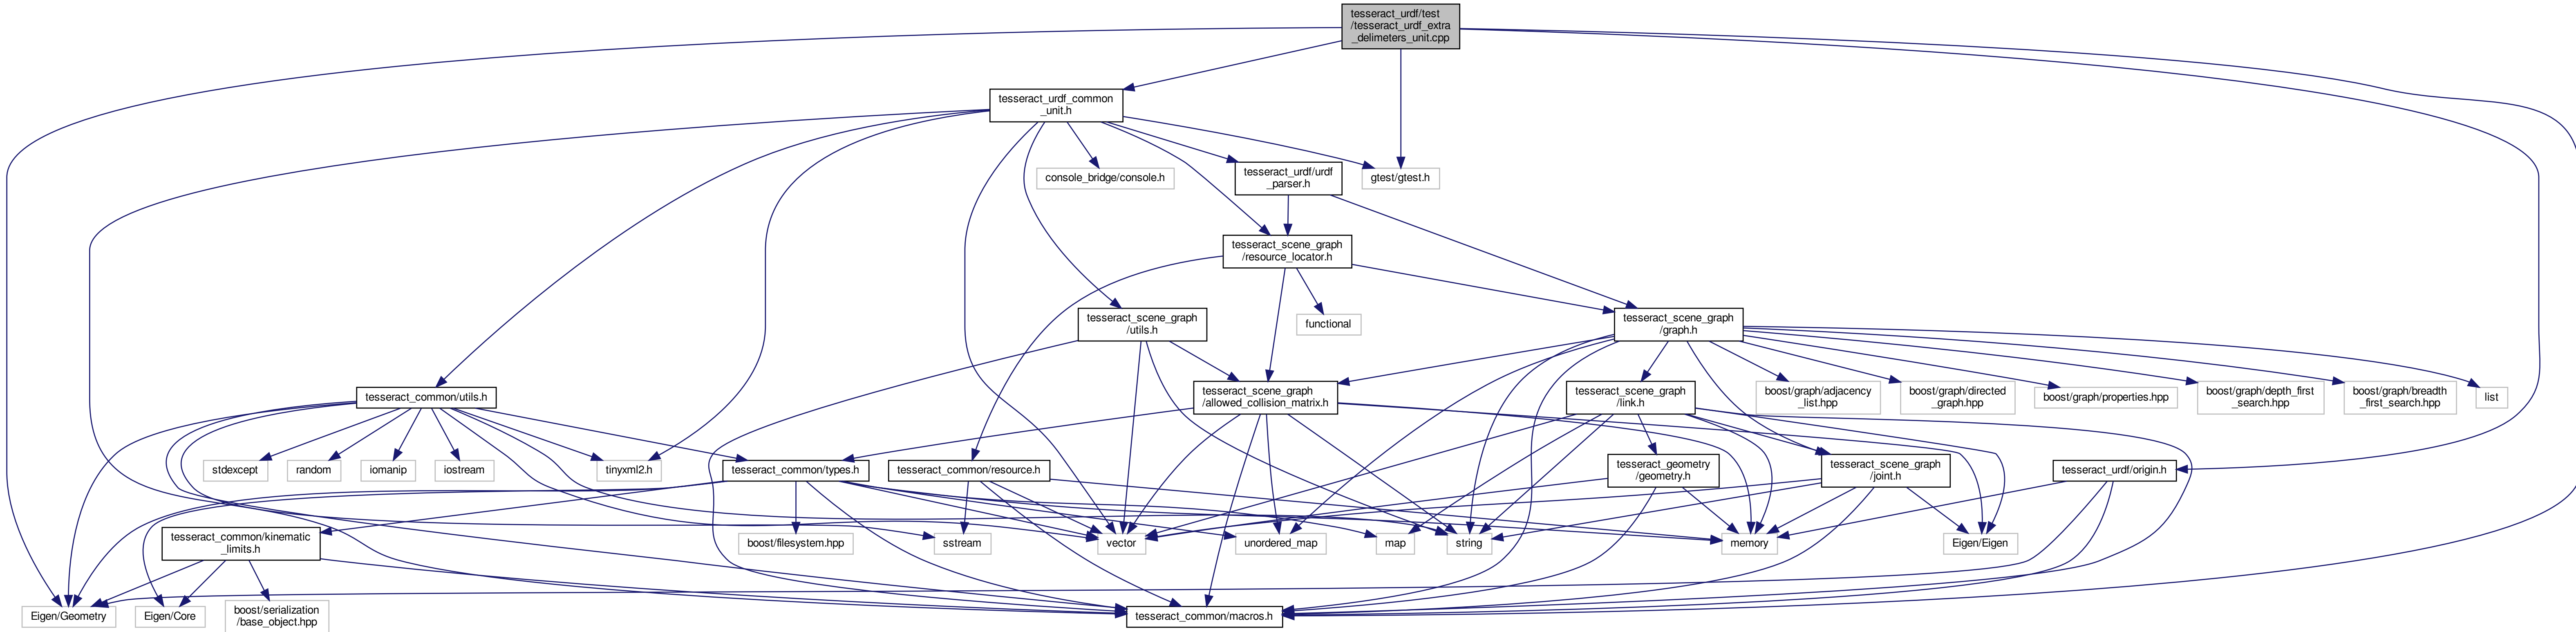 tesseract_urdf/test
/tesseract_urdf_extra
_delimeters_unit.cpp
tesseract_urdf_common
_unit.h
console_bridge/console.h
tesseract_urdf/urdf
_parser.h
gtest/gtest.h
tesseract_scene_graph
/resource_locator.h
tesseract_scene_graph
/utils.h
functional
tesseract_scene_graph
/graph.h
tesseract_common/utils.h
tesseract_scene_graph
/allowed_collision_matrix.h
tesseract_scene_graph
/link.h
boost/graph/adjacency
_list.hpp
boost/graph/directed
_graph.hpp
boost/graph/properties.hpp
boost/graph/depth_first
_search.hpp
boost/graph/breadth
_first_search.hpp
list
stdexcept
random
iomanip
iostream
tinyxml2.h
tesseract_common/types.h
tesseract_common/resource.h
tesseract_geometry
/geometry.h
tesseract_scene_graph
/joint.h
tesseract_urdf/origin.h
tesseract_common/kinematic
_limits.h
boost/filesystem.hpp
sstream
vector
unordered_map
map
string
memory
Eigen/Eigen
Eigen/Geometry
Eigen/Core
boost/serialization
/base_object.hpp
tesseract_common/macros.h